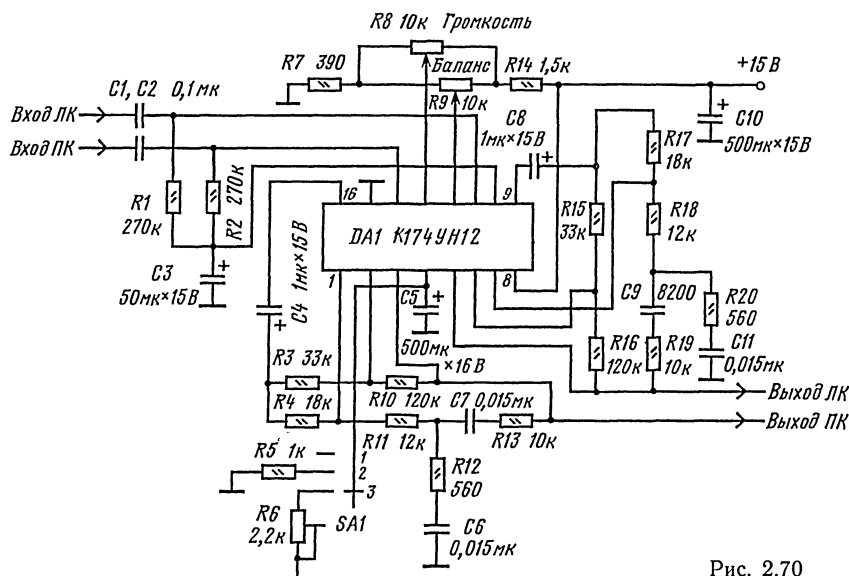 R8 10к Громкость
R7 390
Баланс
R14 1,5к
+15 В
C1, C2 0,1мк
R9 10к
C8
1мк×15В
C10
500мк×15В
Вход ЛК
Вход ПК
R17
18к
R1
270к
R2 270к
16
9
R15
33к
R18
12к
DA1 К174УН12
C3
50мк×15В
C4 1мк×15В
1
8
C5
500мк
×16 В
C9 8200
R20
560
C11
0,015мк
R16
120к
R19
10к
R3 33к
R4 18к
R10 120к
C7 0,015мк
Выход ЛК
Выход ПК
R11 12к
R13 10к
R5 1к
1
2
3
R12
560
R6
2,2к
SA1
C6
0,015мк
Рис. 2.70